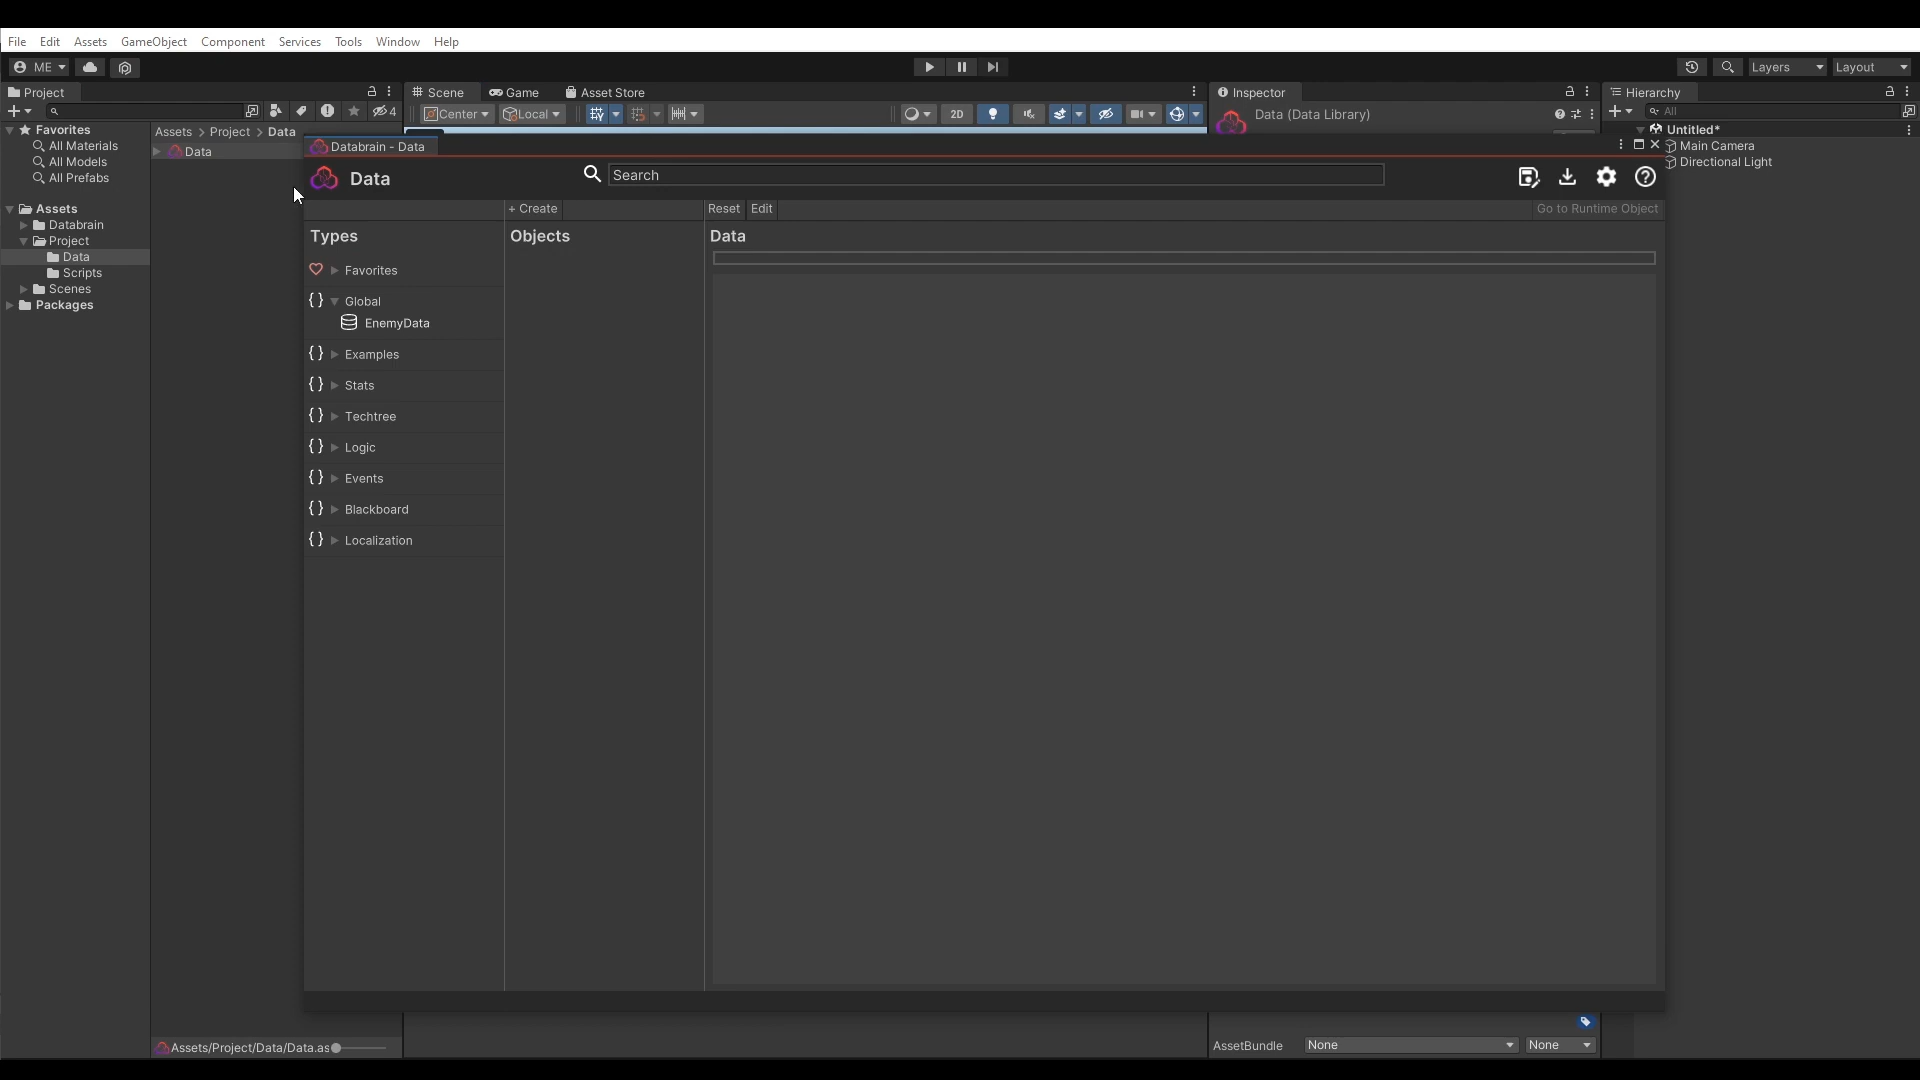 File Edit Assets GameObject Component Services Tools Window Help
ME Layers Layout
Project Scene Game Asset Store Inspector Hierarchy
4 Center Local 2D Data (Data Library) All
Favorites Assets > Project > Data Untitled*
All Materials Data Databrain - Data Main Camera
All Models Directional Light
All Prefabs Data Search
Assets + Create Reset Edit Go to Runtime Object
Databrain
Project Types Objects Data
Data
Scripts Favorites
Scenes
Packages Global
EnemyData
Examples
Stats
Techtree
Logic
Events
Blackboard
Localization
Assets/Project/Data/Data.as AssetBundle None None